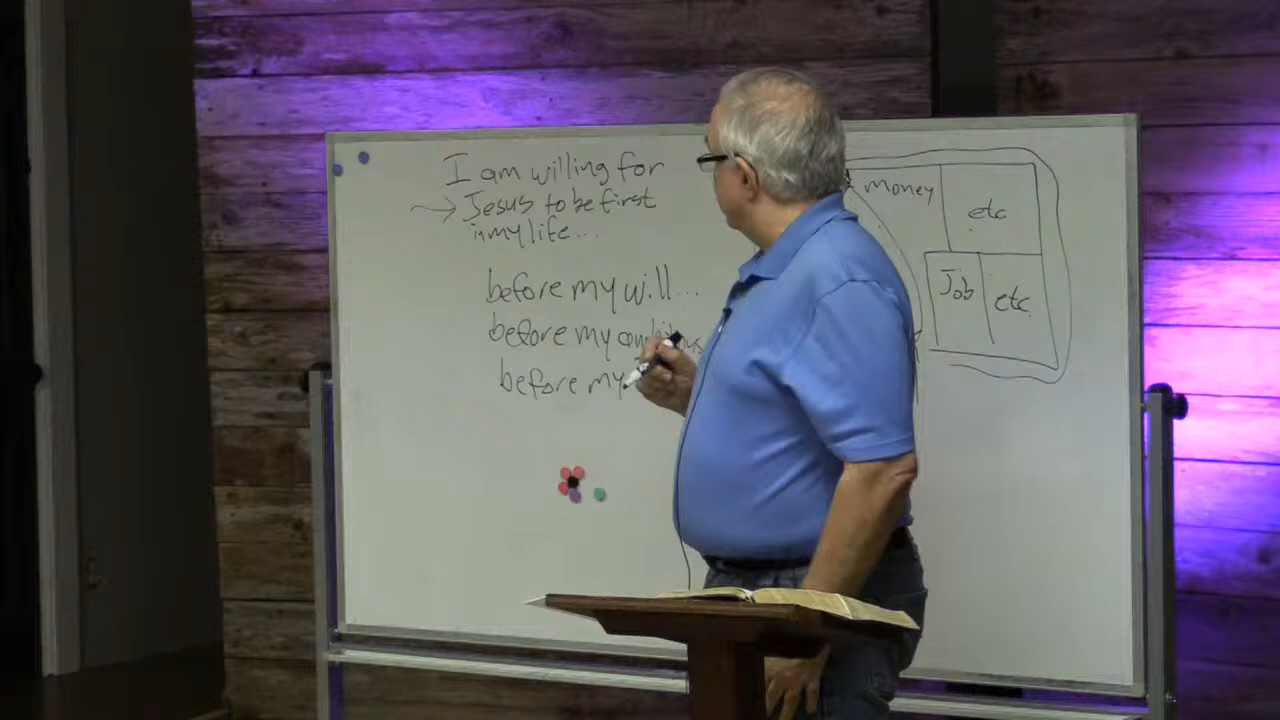 I am willing for
→ Jesus to be first
in my life...
before my will...
before my
before my
money
etc
Job
etc